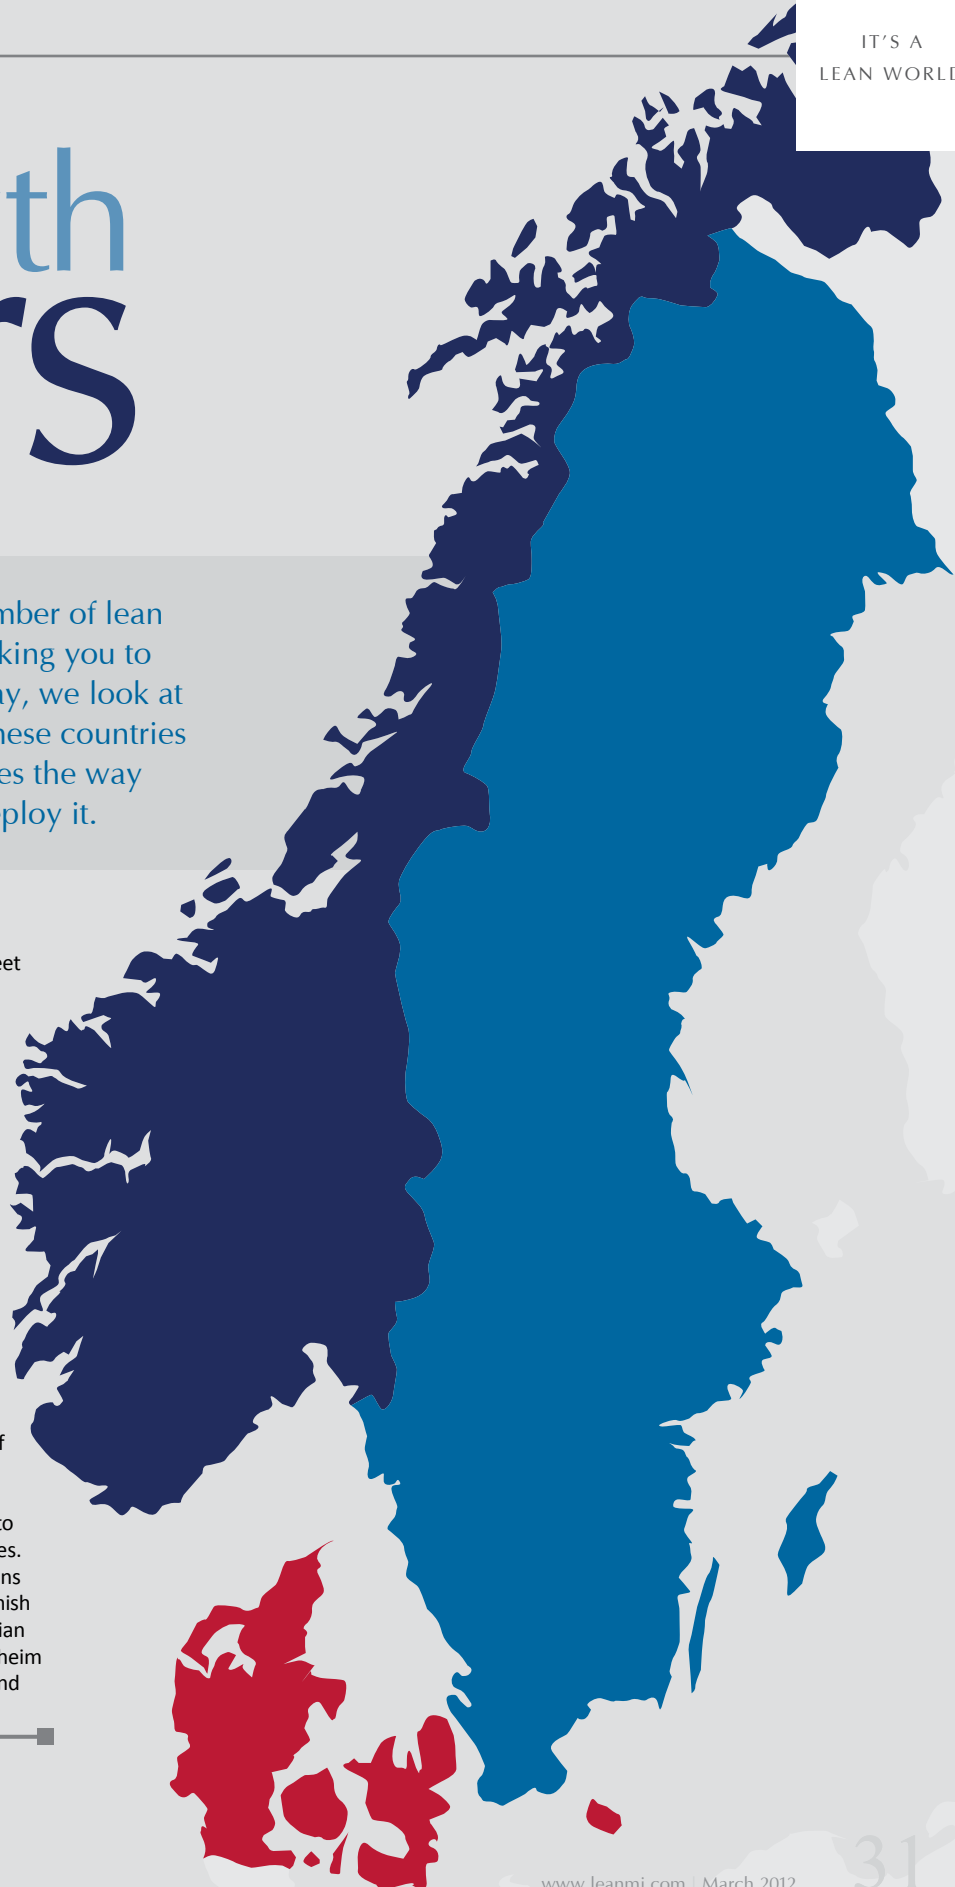 IT'S A
LEAN WORLD
th
rs
mber of lean
king you to
ay, we look at
hese countries
es the way
eploy it.
eet
f
to
es.
ns
nish
ian
heim
nd
www.leanmj.com | March 2012
31